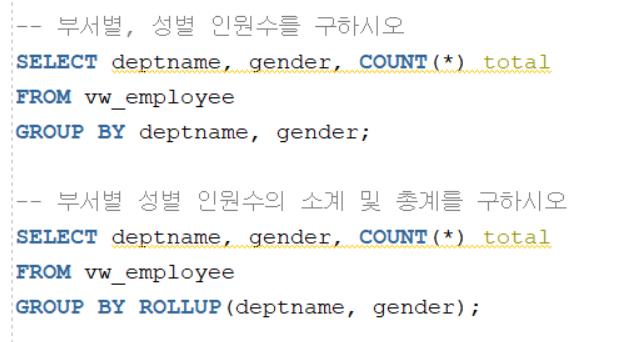 -- 부서별, 성별 인원수를 구하시오
SELECT deptname, gender, COUNT(*) total
FROM vw_employee
GROUP BY deptname, gender;
-- 부서별 성별 인원수의 소계 및 총계를 구하시오
SELECT deptname, gender, COUNT(*) total
FROM vw_employee
GROUP BY ROLLUP(deptname, gender);